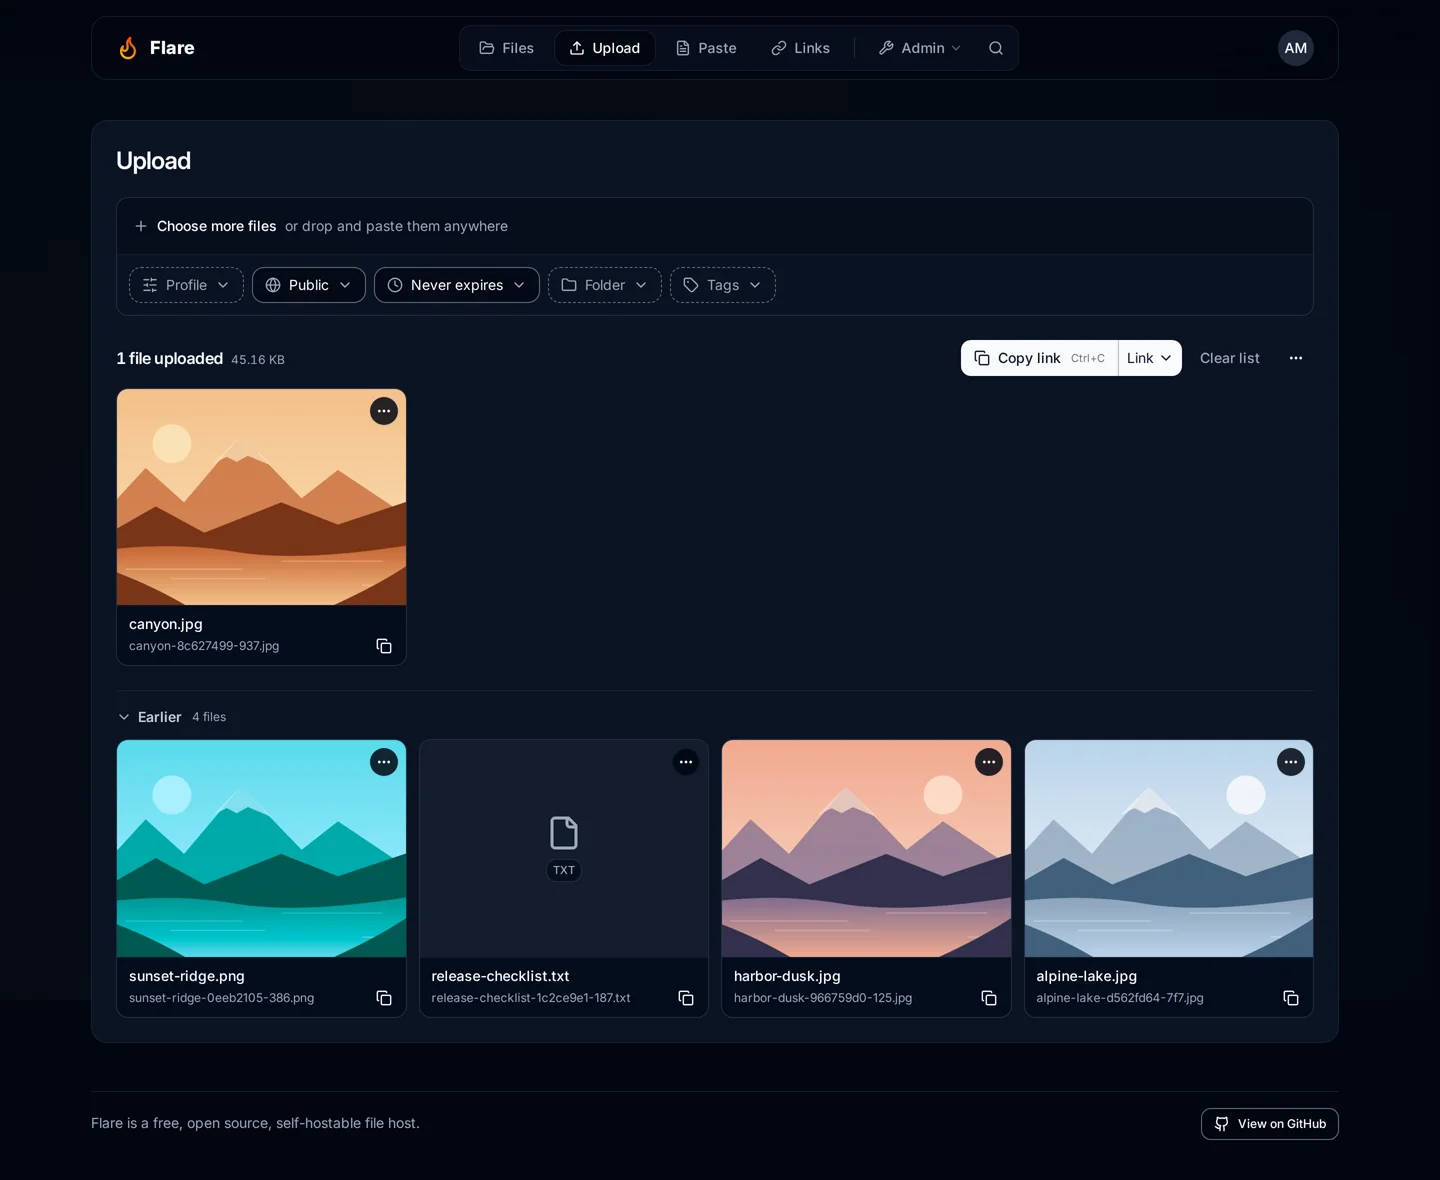 Flare
Files
Upload
Paste
Links
Admin
AM
Upload
Choose more files or drop and paste them anywhere
Profile
Public
Never expires
Folder
Tags
1 file uploaded 45.16 KB
Copy link Ctrl+C
Link
Clear list
canyon.jpg
canyon-8c627499-937.jpg
Earlier 4 files
TXT
sunset-ridge.png
sunset-ridge-0eeb2105-386.png
release-checklist.txt
release-checklist-1c2ce9e1-187.txt
harbor-dusk.jpg
harbor-dusk-966759d0-125.jpg
alpine-lake.jpg
alpine-lake-d562fd64-7f7.jpg
Flare is a free, open source, self-hostable file host.
View on GitHub